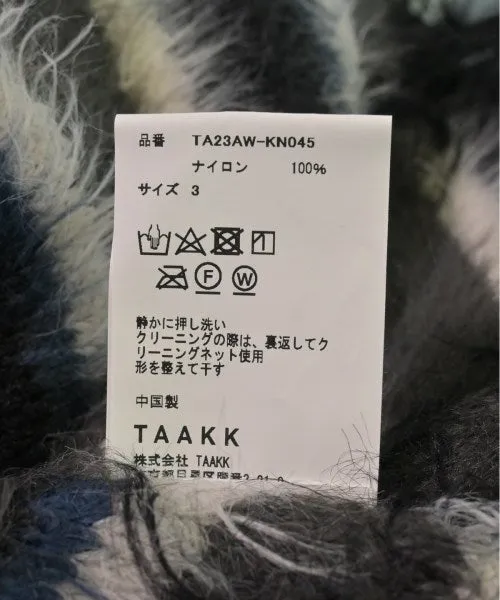 品番 TA23AW-KN045
ナイロン 100%
サイズ 3
F W
静かに押し洗い
クリーニングの際は、裏返してク
リーニングネット使用
形を整えて干す
中国製
TAAKK
株式会社 TAAKK